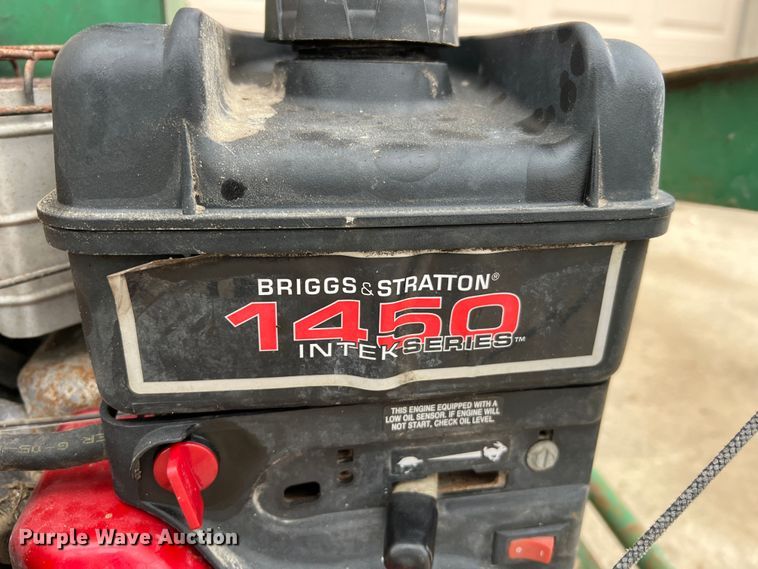 BRIGGS & STRATTON®
1450
INTEK SERIES™
THIS ENGINE EQUIPPED WITH A
LOW OIL SENSOR. IF ENGINE WILL
NOT START, CHECK OIL LEVEL.
Purple Wave Auction®